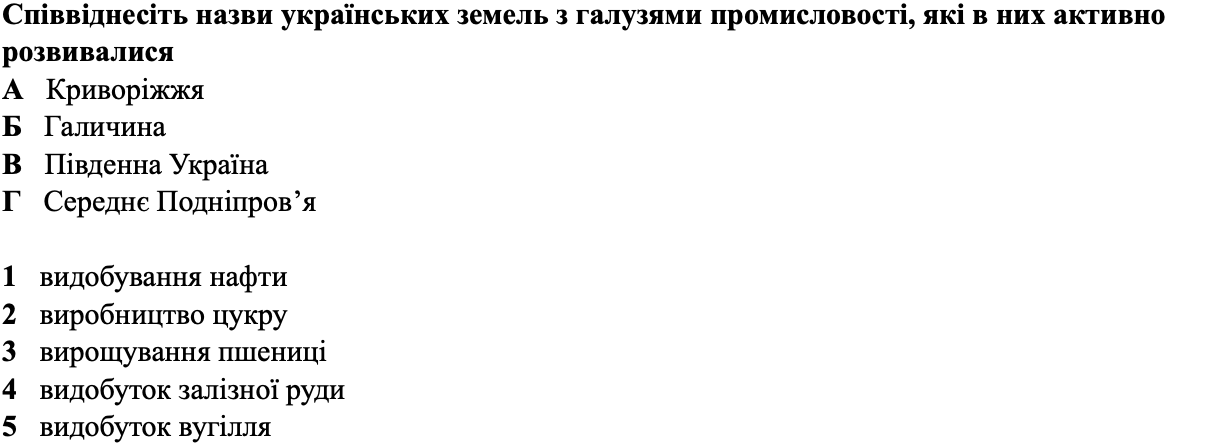 Співвіднесіть назви українських земель з галузями промисловості, які в них активно
розвивалися
А Криворіжжя
Б Галичина
В Південна Україна
Г Середнє Подніпров’я
1 видобування нафти
2 виробництво цукру
3 вирощування пшениці
4 видобуток залізної руди
5 видобуток вугілля